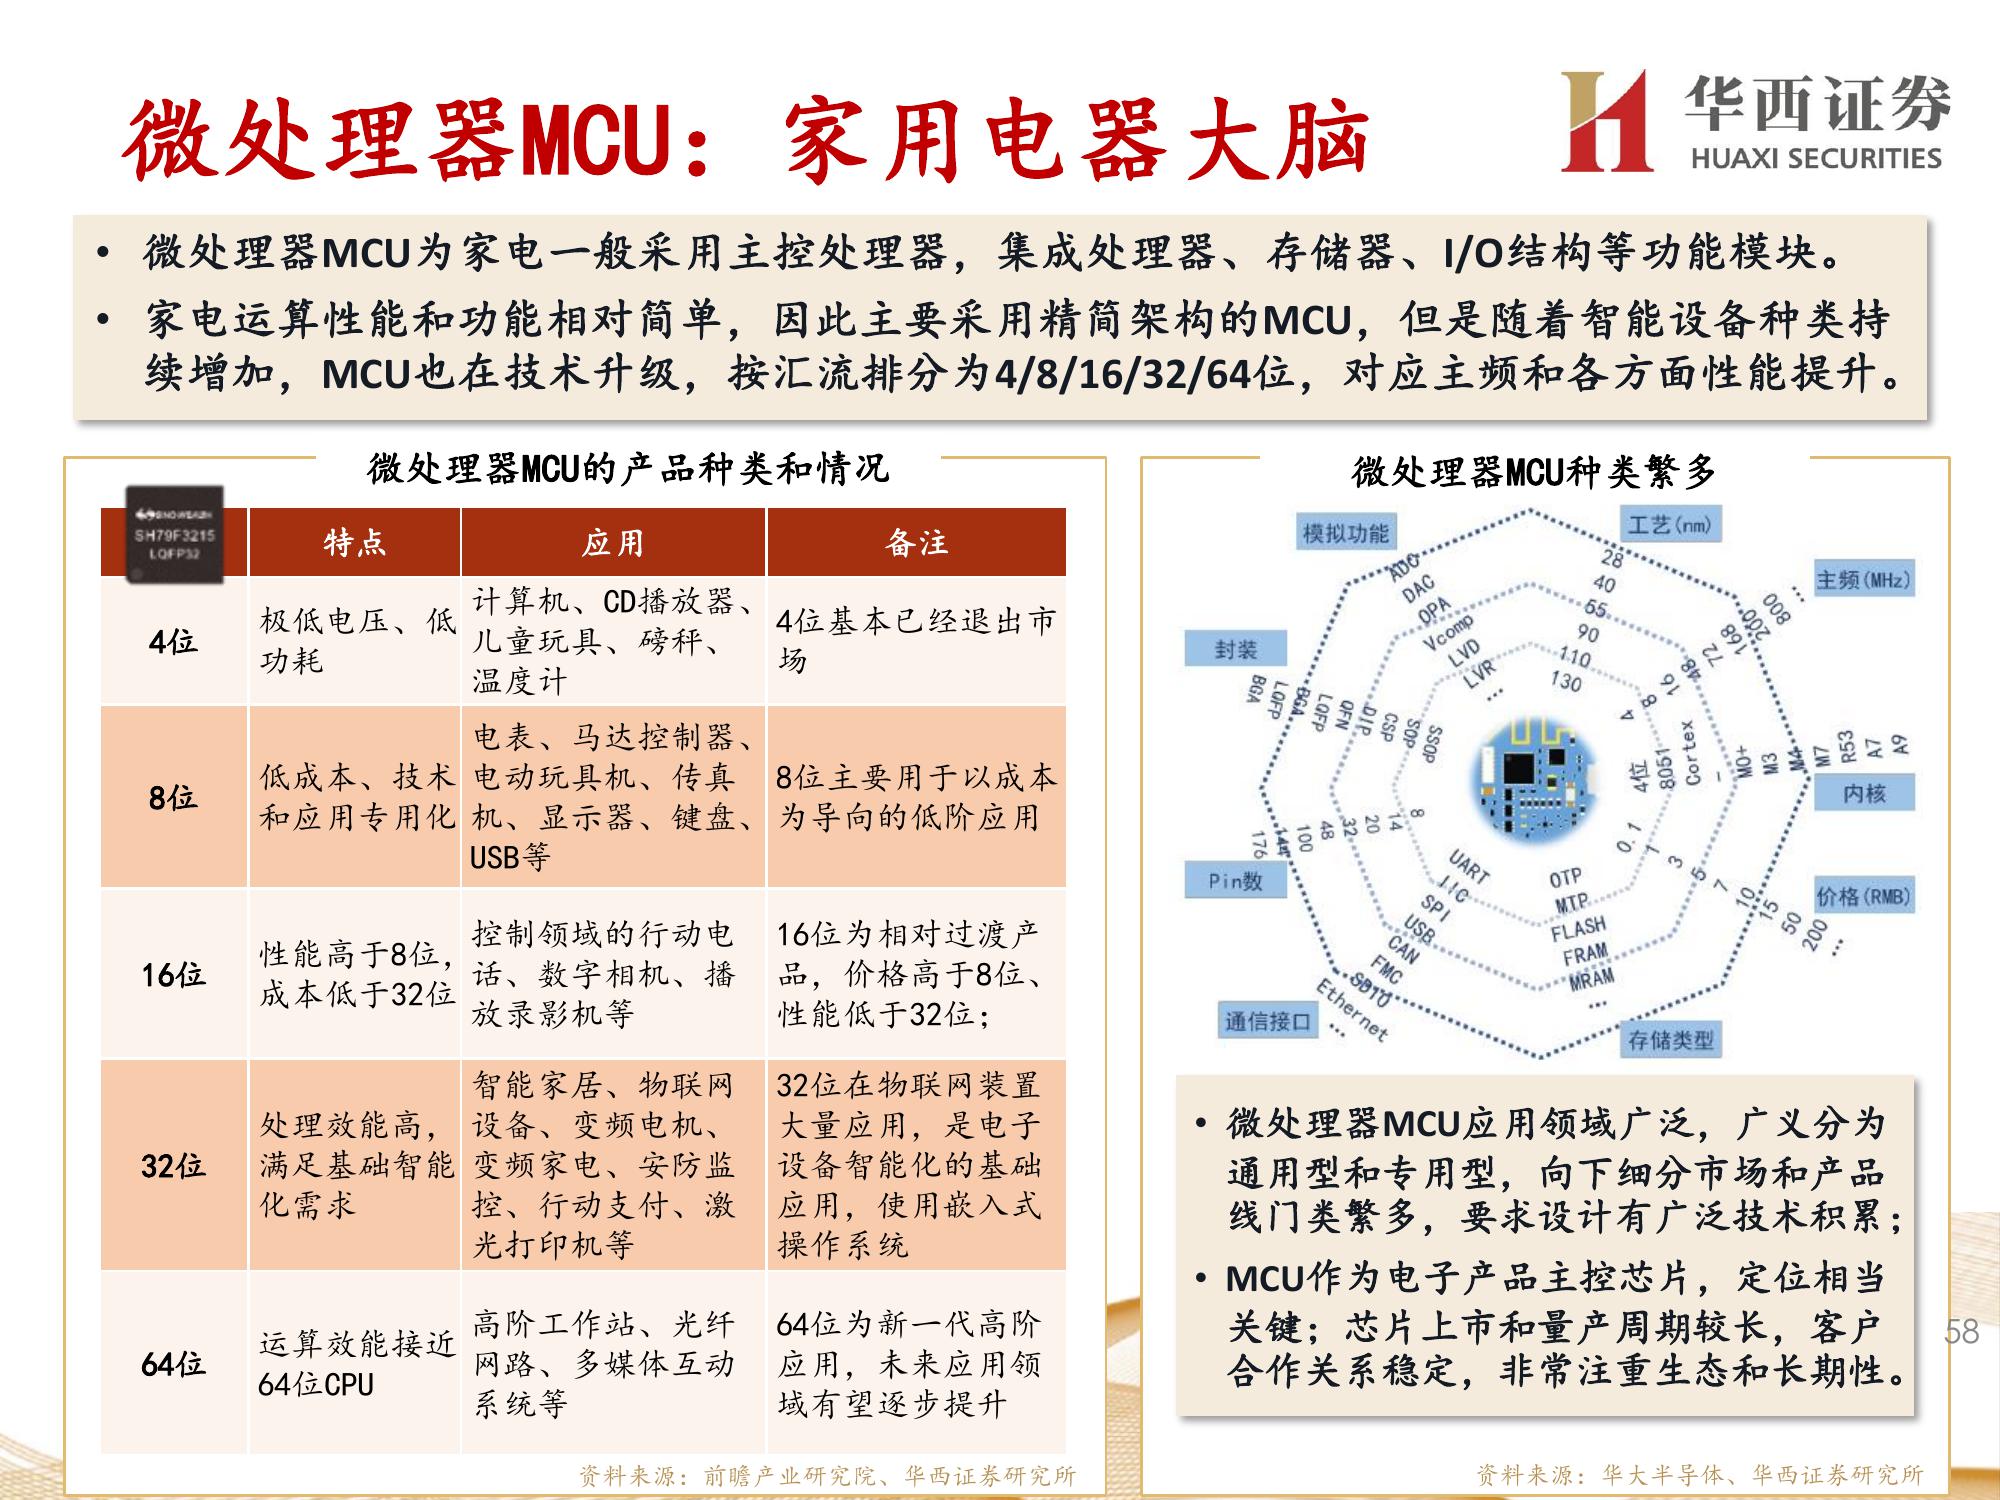 微处理器MCU：家用电器大脑
华西证券
HUAXI SECURITIES
• 微处理器MCU为家电一般采用主控处理器，集成处理器、存储器、I/O结构等功能模块。
• 家电运算性能和功能相对简单，因此主要采用精简架构的MCU，但是随着智能设备种类持
续增加，MCU也在技术升级，按汇流排分为4/8/16/32/64位，对应主频和各方面性能提升。
微处理器MCU的产品种类和情况
SINOWEALTH
SH79F3215
LQFP32
特点
应用
备注
4位
极低电压、低
功耗
计算机、CD播放器、
儿童玩具、磅秤、
温度计
4位基本已经退出市
场
8位
低成本、技术
和应用专用化
电表、马达控制器、
电动玩具机、传真
机、显示器、键盘、
USB等
8位主要用于以成本
为导向的低阶应用
16位
性能高于8位，
成本低于32位
控制领域的行动电
话、数字相机、播
放录影机等
16位为相对过渡产
品，价格高于8位、
性能低于32位；
32位
处理效能高，
满足基础智能
化需求
智能家居、物联网
设备、变频电机、
变频家电、安防监
控、行动支付、激
光打印机等
32位在物联网装置
大量应用，是电子
设备智能化的基础
应用，使用嵌入式
操作系统
64位
运算效能接近
64位CPU
高阶工作站、光纤
网路、多媒体互动
系统等
64位为新一代高阶
应用，未来应用领
域有望逐步提升
资料来源：前瞻产业研究院、华西证券研究所
微处理器MCU种类繁多
模拟功能
ADC
DAC
OPA
Vcomp
LVD
LVR
...
工艺(nm)
28
40
55
90
110
130
主频(MHz)
...
800
200
168
72
48
16
8
4
封装
BGA
LQFP
BGA
LQFP
QFN
DIP
CSP
SOP
SSOP
内核
4位
8051
Cortex
–
M0+
M3
M4
M7
R53
A7
A9
Pin数
176
144
100
48
32
20
14
8
价格(RMB)
0.1
1
3
5
7
10
15
50
200
...
通信接口
UART
SPI
USB
CAN
FMC
SDIO
Ethernet
...
存储类型
OTP
MTP
FLASH
FRAM
MRAM
...
• 微处理器MCU应用领域广泛，广义分为
通用型和专用型，向下细分市场和产品
线门类繁多，要求设计有广泛技术积累；
• MCU作为电子产品主控芯片，定位相当
关键；芯片上市和量产周期较长，客户
合作关系稳定，非常注重生态和长期性。
资料来源：华大半导体、华西证券研究所
58